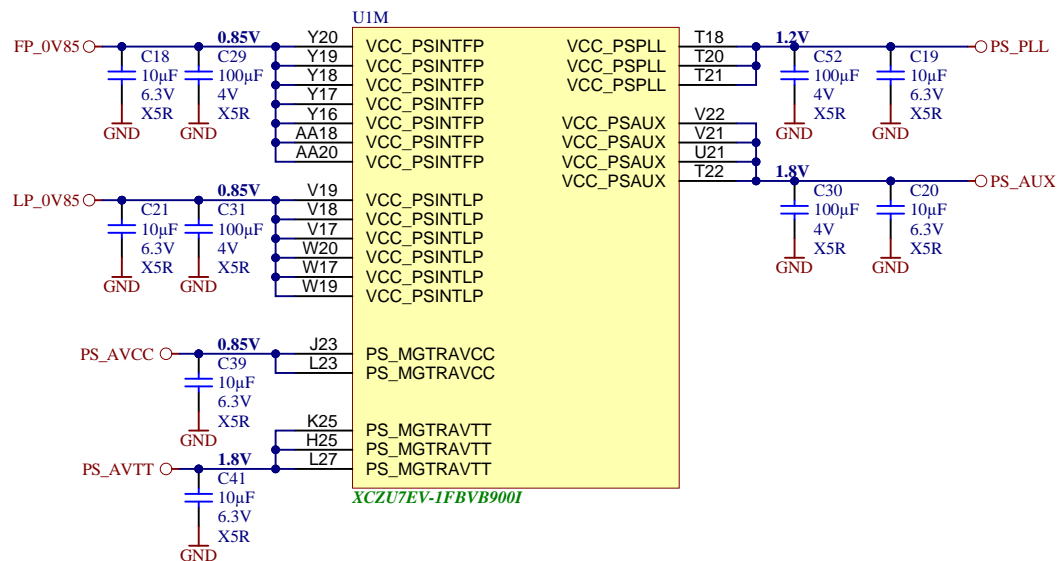 U1M
FP_0V85
0.85V
C18
10µF
6.3V
X5R
GND
C29
100µF
4V
X5R
GND
Y20 VCC_PSINTFP
Y19 VCC_PSINTFP
Y18 VCC_PSINTFP
Y17 VCC_PSINTFP
Y16 VCC_PSINTFP
AA18 VCC_PSINTFP
AA20 VCC_PSINTFP
LP_0V85
0.85V
C21
10µF
6.3V
X5R
GND
C31
100µF
4V
X5R
GND
V19 VCC_PSINTLP
V18 VCC_PSINTLP
V17 VCC_PSINTLP
W20 VCC_PSINTLP
W17 VCC_PSINTLP
W19 VCC_PSINTLP
PS_AVCC
0.85V
C39
10µF
6.3V
X5R
GND
J23 PS_MGTRAVCC
L23 PS_MGTRAVCC
PS_AVTT
1.8V
C41
10µF
6.3V
X5R
GND
K25 PS_MGTRAVTT
H25 PS_MGTRAVTT
L27 PS_MGTRAVTT
VCC_PSPLL T18
VCC_PSPLL T20
VCC_PSPLL T21
1.2V
PS_PLL
C52
100µF
4V
X5R
GND
C19
10µF
6.3V
X5R
GND
VCC_PSAUX V22
VCC_PSAUX V21
VCC_PSAUX U21
VCC_PSAUX T22
1.8V
PS_AUX
C30
100µF
4V
X5R
GND
C20
10µF
6.3V
X5R
GND
XCZU7EV-1FBVB900I